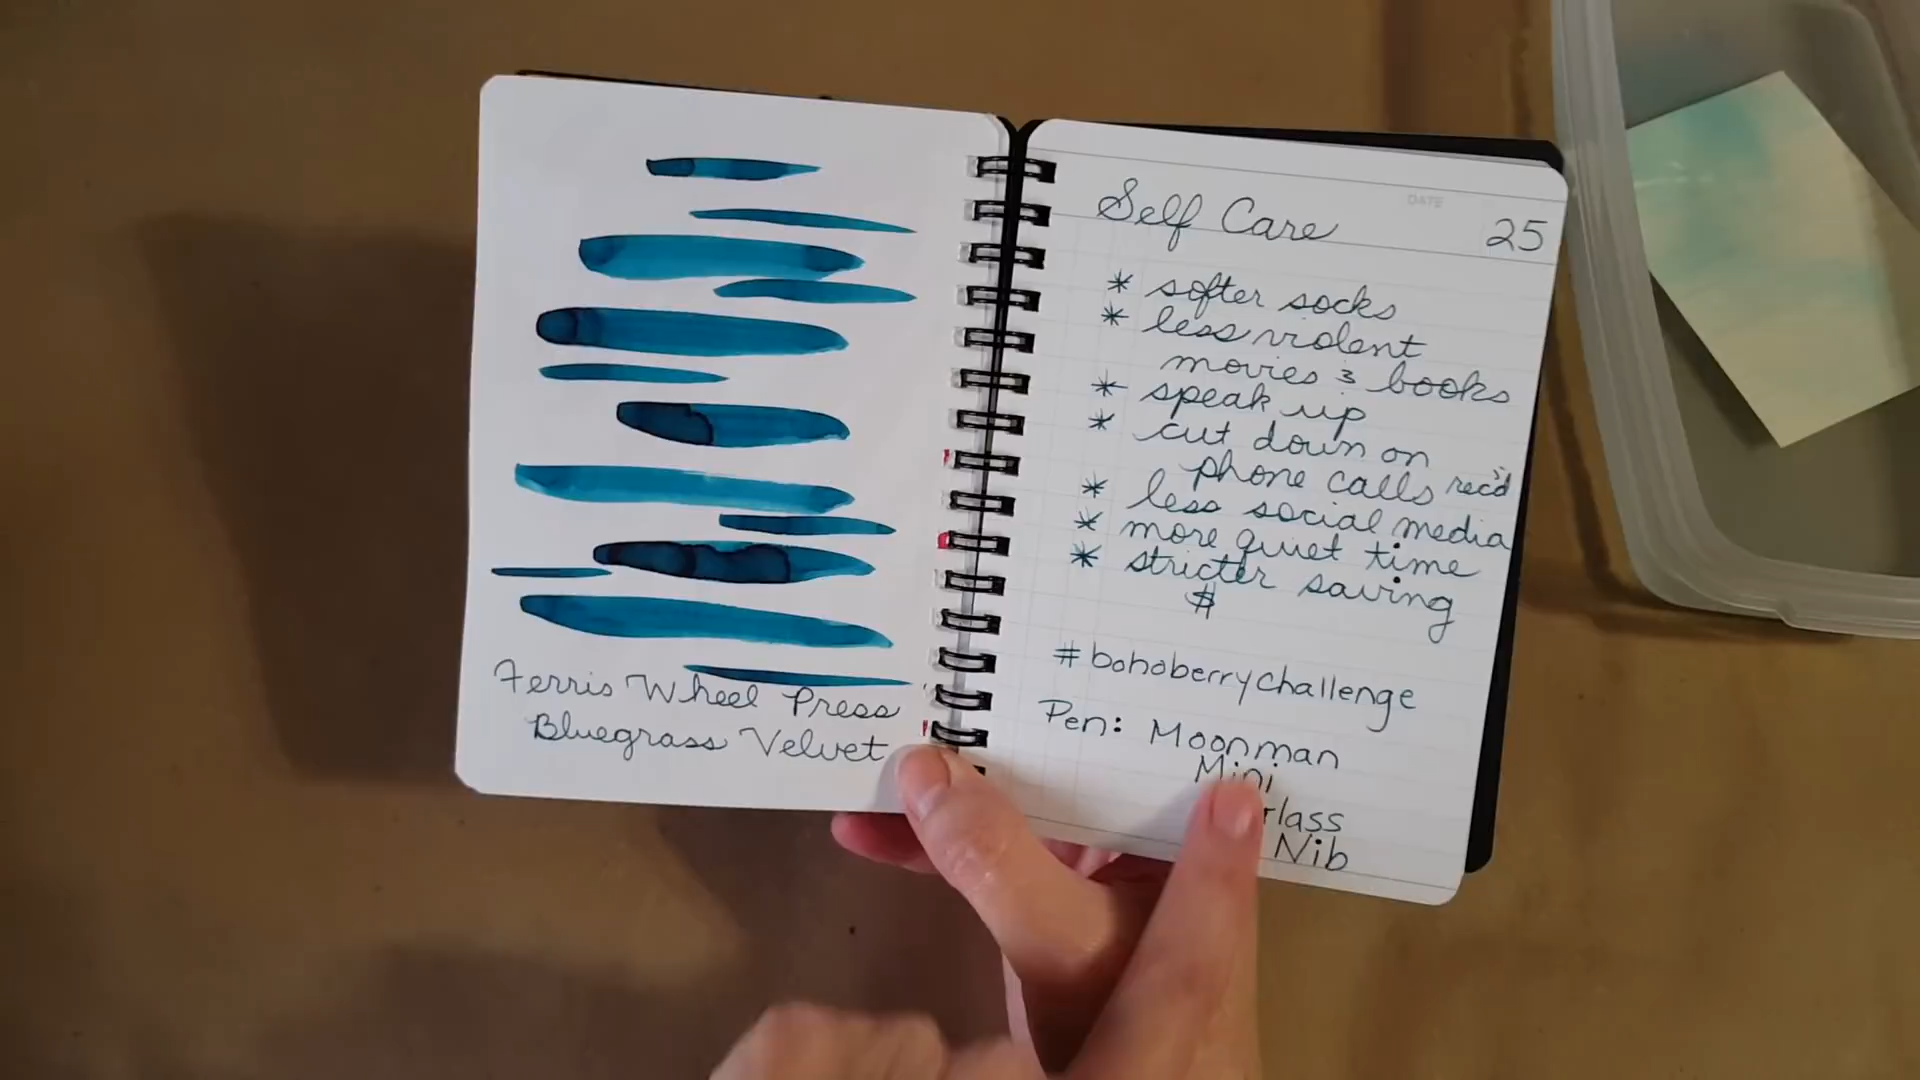 Ferris Wheel Press
Bluegrass Velvet
DATE
Self Care
25
* softer socks
* less violent
movies & books
* speak up
* cut down on
phone calls rec'd
* less social media
* more quiet time
* stricter saving
$
#bohoberrychallenge
Pen: Moonman
Mini
Nib